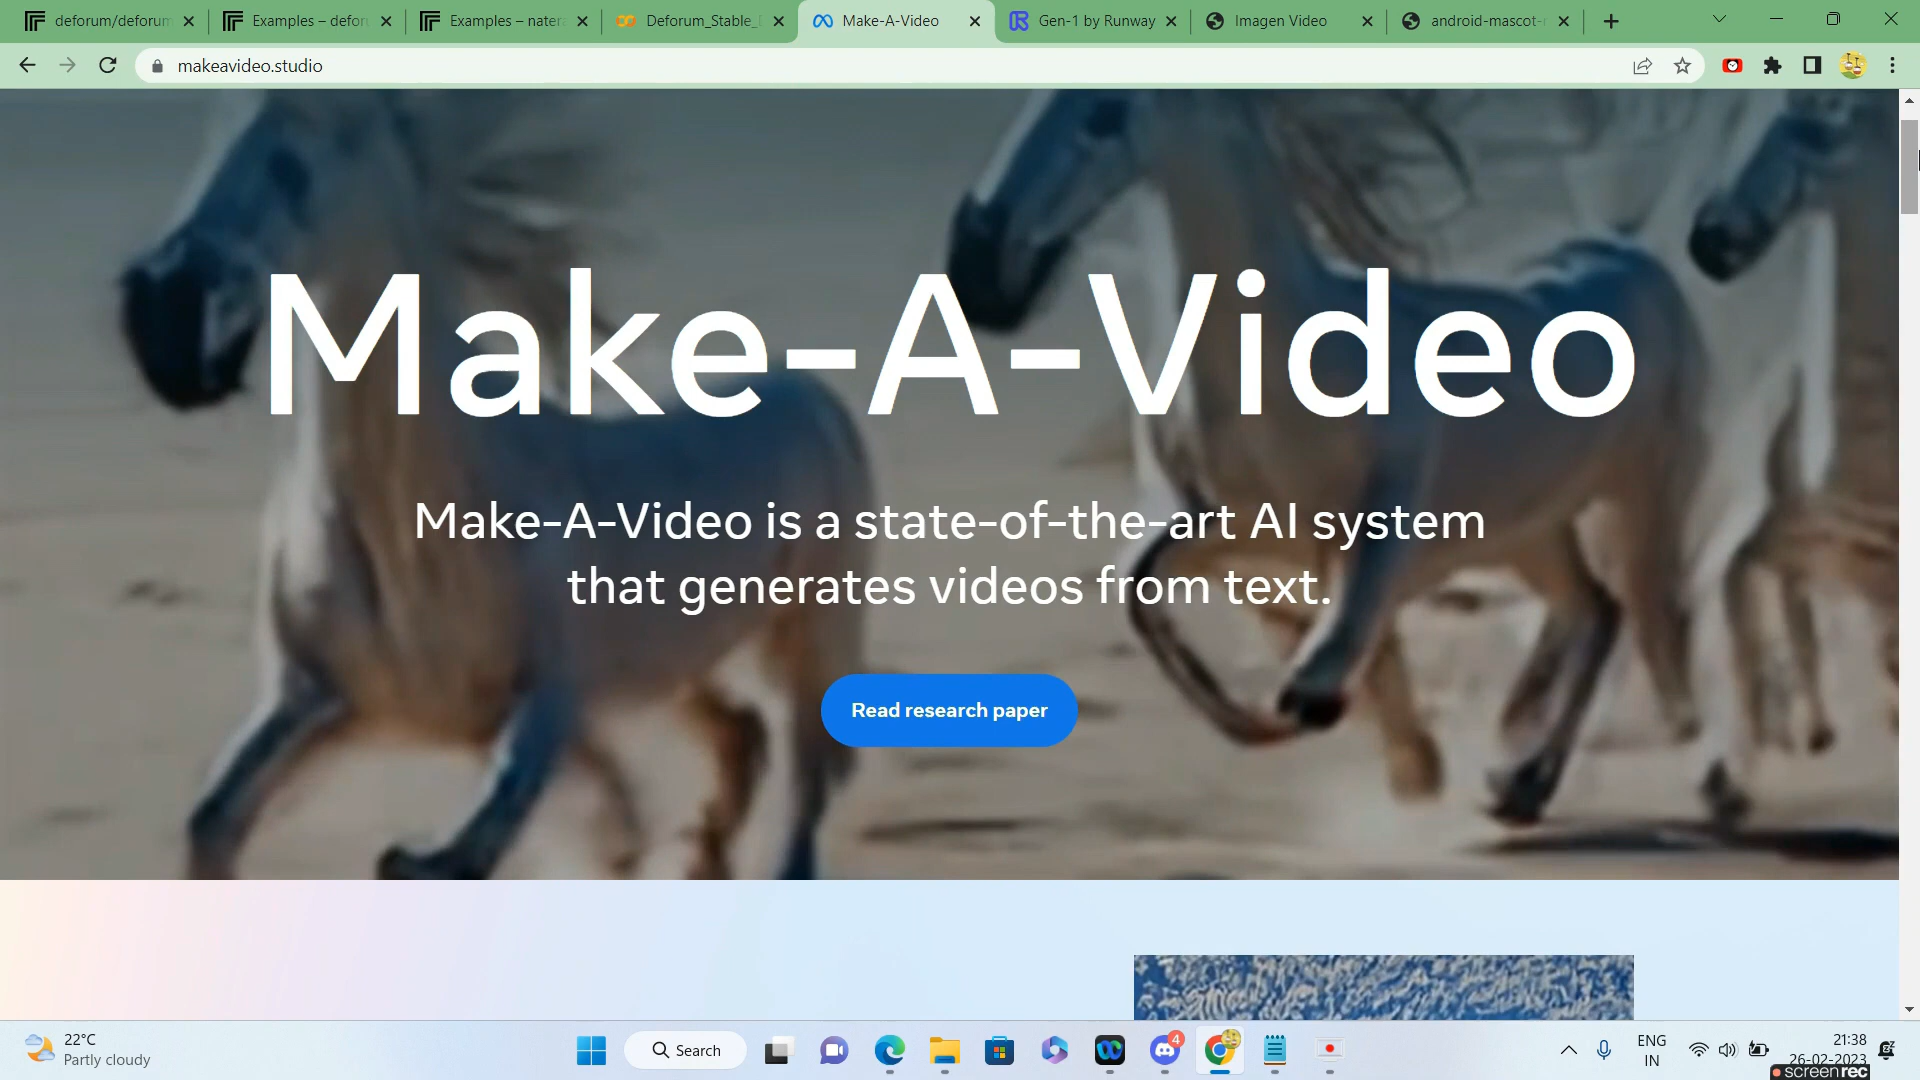 deforum/deforum
Examples – defor
Examples – natera
Deforum_Stable_
Make-A-Video
Gen-1 by Runway
Imagen Video
android-mascot-
makeavideo.studio
Make-A-Video
Make-A-Video is a state-of-the-art AI system
that generates videos from text.
Read research paper
22°C
Partly cloudy
Search
4
ENG
IN
21:38
26-02-2023
screenrec